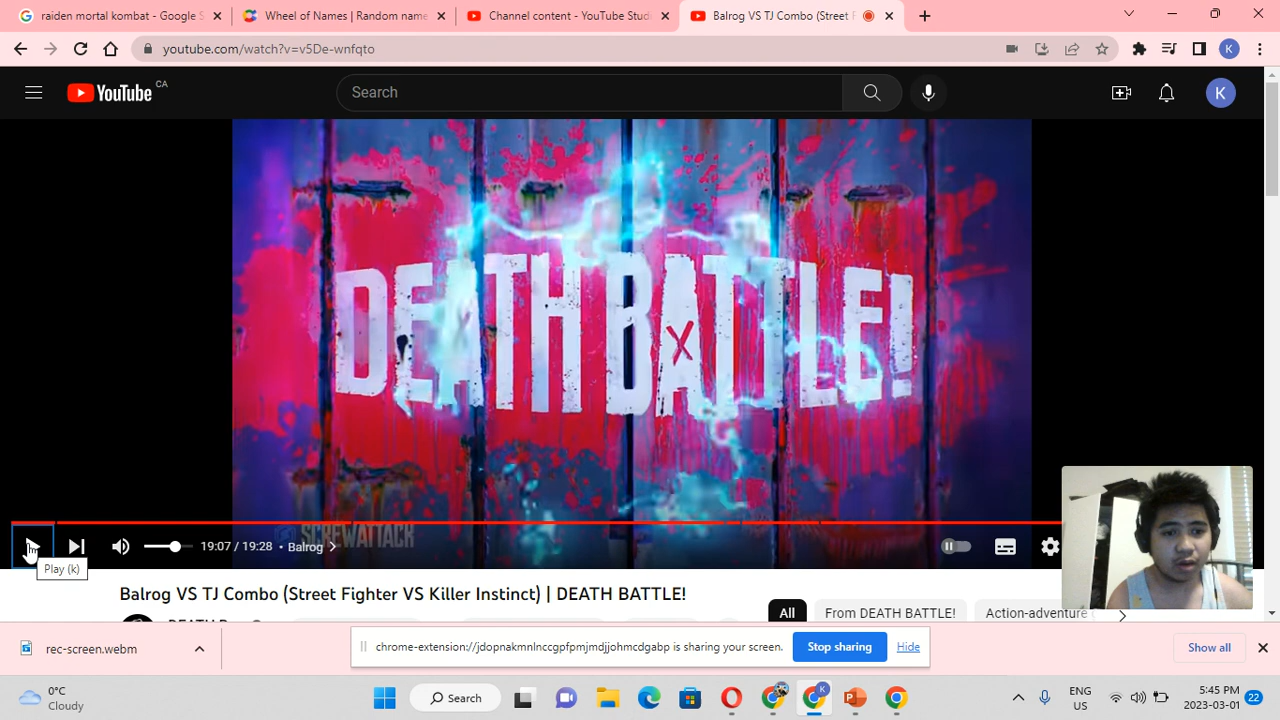 raiden mortal kombat - Google S
Wheel of Names | Random name
Channel content - YouTube Studi
Balrog VS TJ Combo (Street F
youtube.com/watch?v=v5De-wnfqto
K
YouTube CA
Search
K
DEATH BATTLE!
SCREWATTACK
19:07 / 19:28 • Balrog
Play (k)
Balrog VS TJ Combo (Street Fighter VS Killer Instinct) | DEATH BATTLE!
All
From DEATH BATTLE!
Action-adventure
rec-screen.webm
chrome-extension://jdopnakmnlnccgpfpmjmdjjohmcdgabp is sharing your screen.
Stop sharing
Hide
Show all
0°C
Cloudy
Search
K
ENG
US
5:45 PM
2023-03-01
22